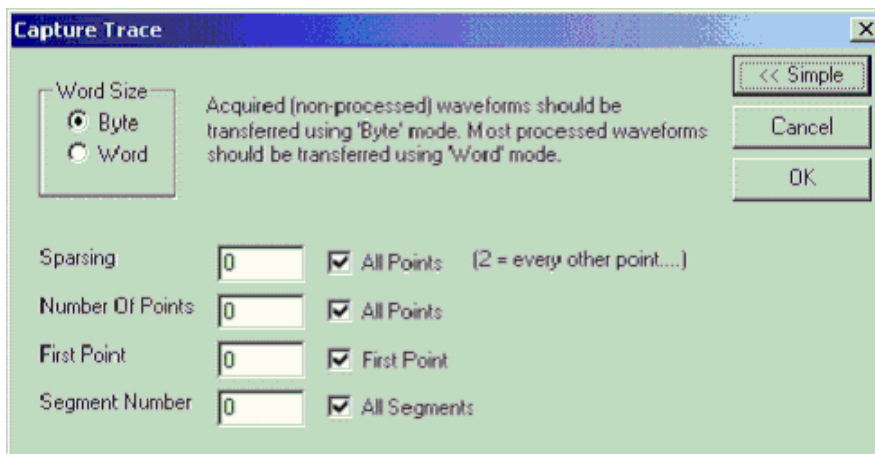 Capture Trace
<< Simple
Word Size
Byte
Word
Acquired (non-processed) waveforms should be
transferred using 'Byte' mode. Most processed waveforms
should be transferred using 'Word' mode.
Cancel
OK
Sparsing 0 All Points (2 = every other point....)
Number Of Points 0 All Points
First Point 0 First Point
Segment Number 0 All Segments